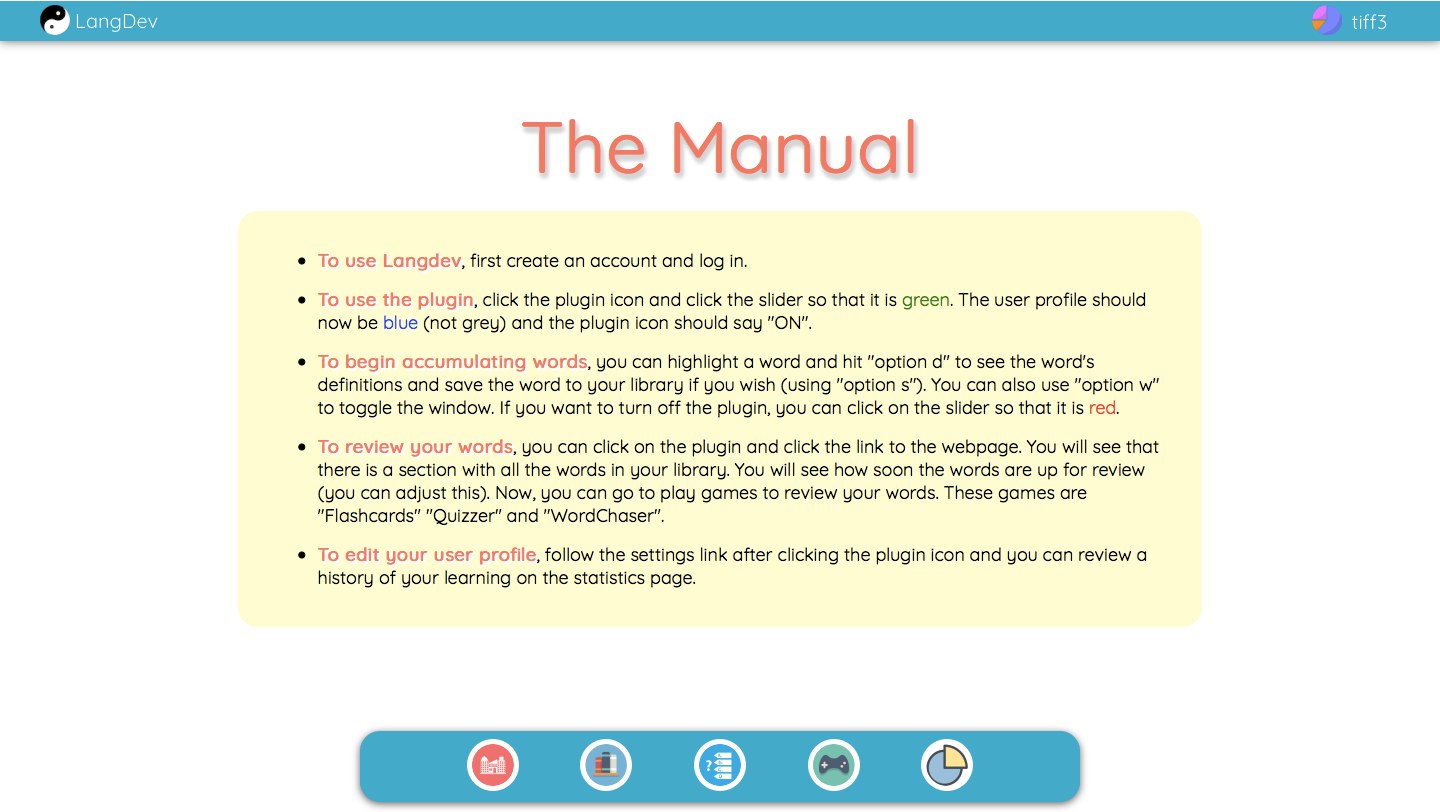 LangDev
tiff3
The Manual
To use Langdev, first create an account and log in.
To use the plugin, click the plugin icon and click the slider so that it is green. The user profile should
now be blue (not grey) and the plugin icon should say "ON".
To begin accumulating words, you can highlight a word and hit "option d" to see the word's
definitions and save the word to your library if you wish (using "option s"). You can also use "option w"
to toggle the window. If you want to turn off the plugin, you can click on the slider so that it is red.
To review your words, you can click on the plugin and click the link to the webpage. You will see that
there is a section with all the words in your library. You will see how soon the words are up for review
(you can adjust this). Now, you can go to play games to review your words. These games are
"Flashcards" "Quizzer" and "WordChaser".
To edit your user profile, follow the settings link after clicking the plugin icon and you can review a
history of your learning on the statistics page.
?